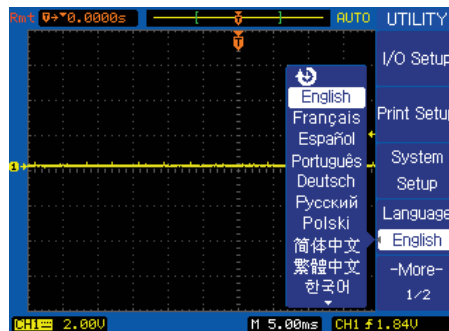 Rmt 0.0000s AUTO UTILITY
I/O Setup
Print Setup
System
Setup
Language
English
-More-
1/2
English
Français
Español
Português
Deutsch
Русский
Polski
简体中文
繁體中文
한국어
1
CH1 2.00V M 5.00ms CH1 1.84V